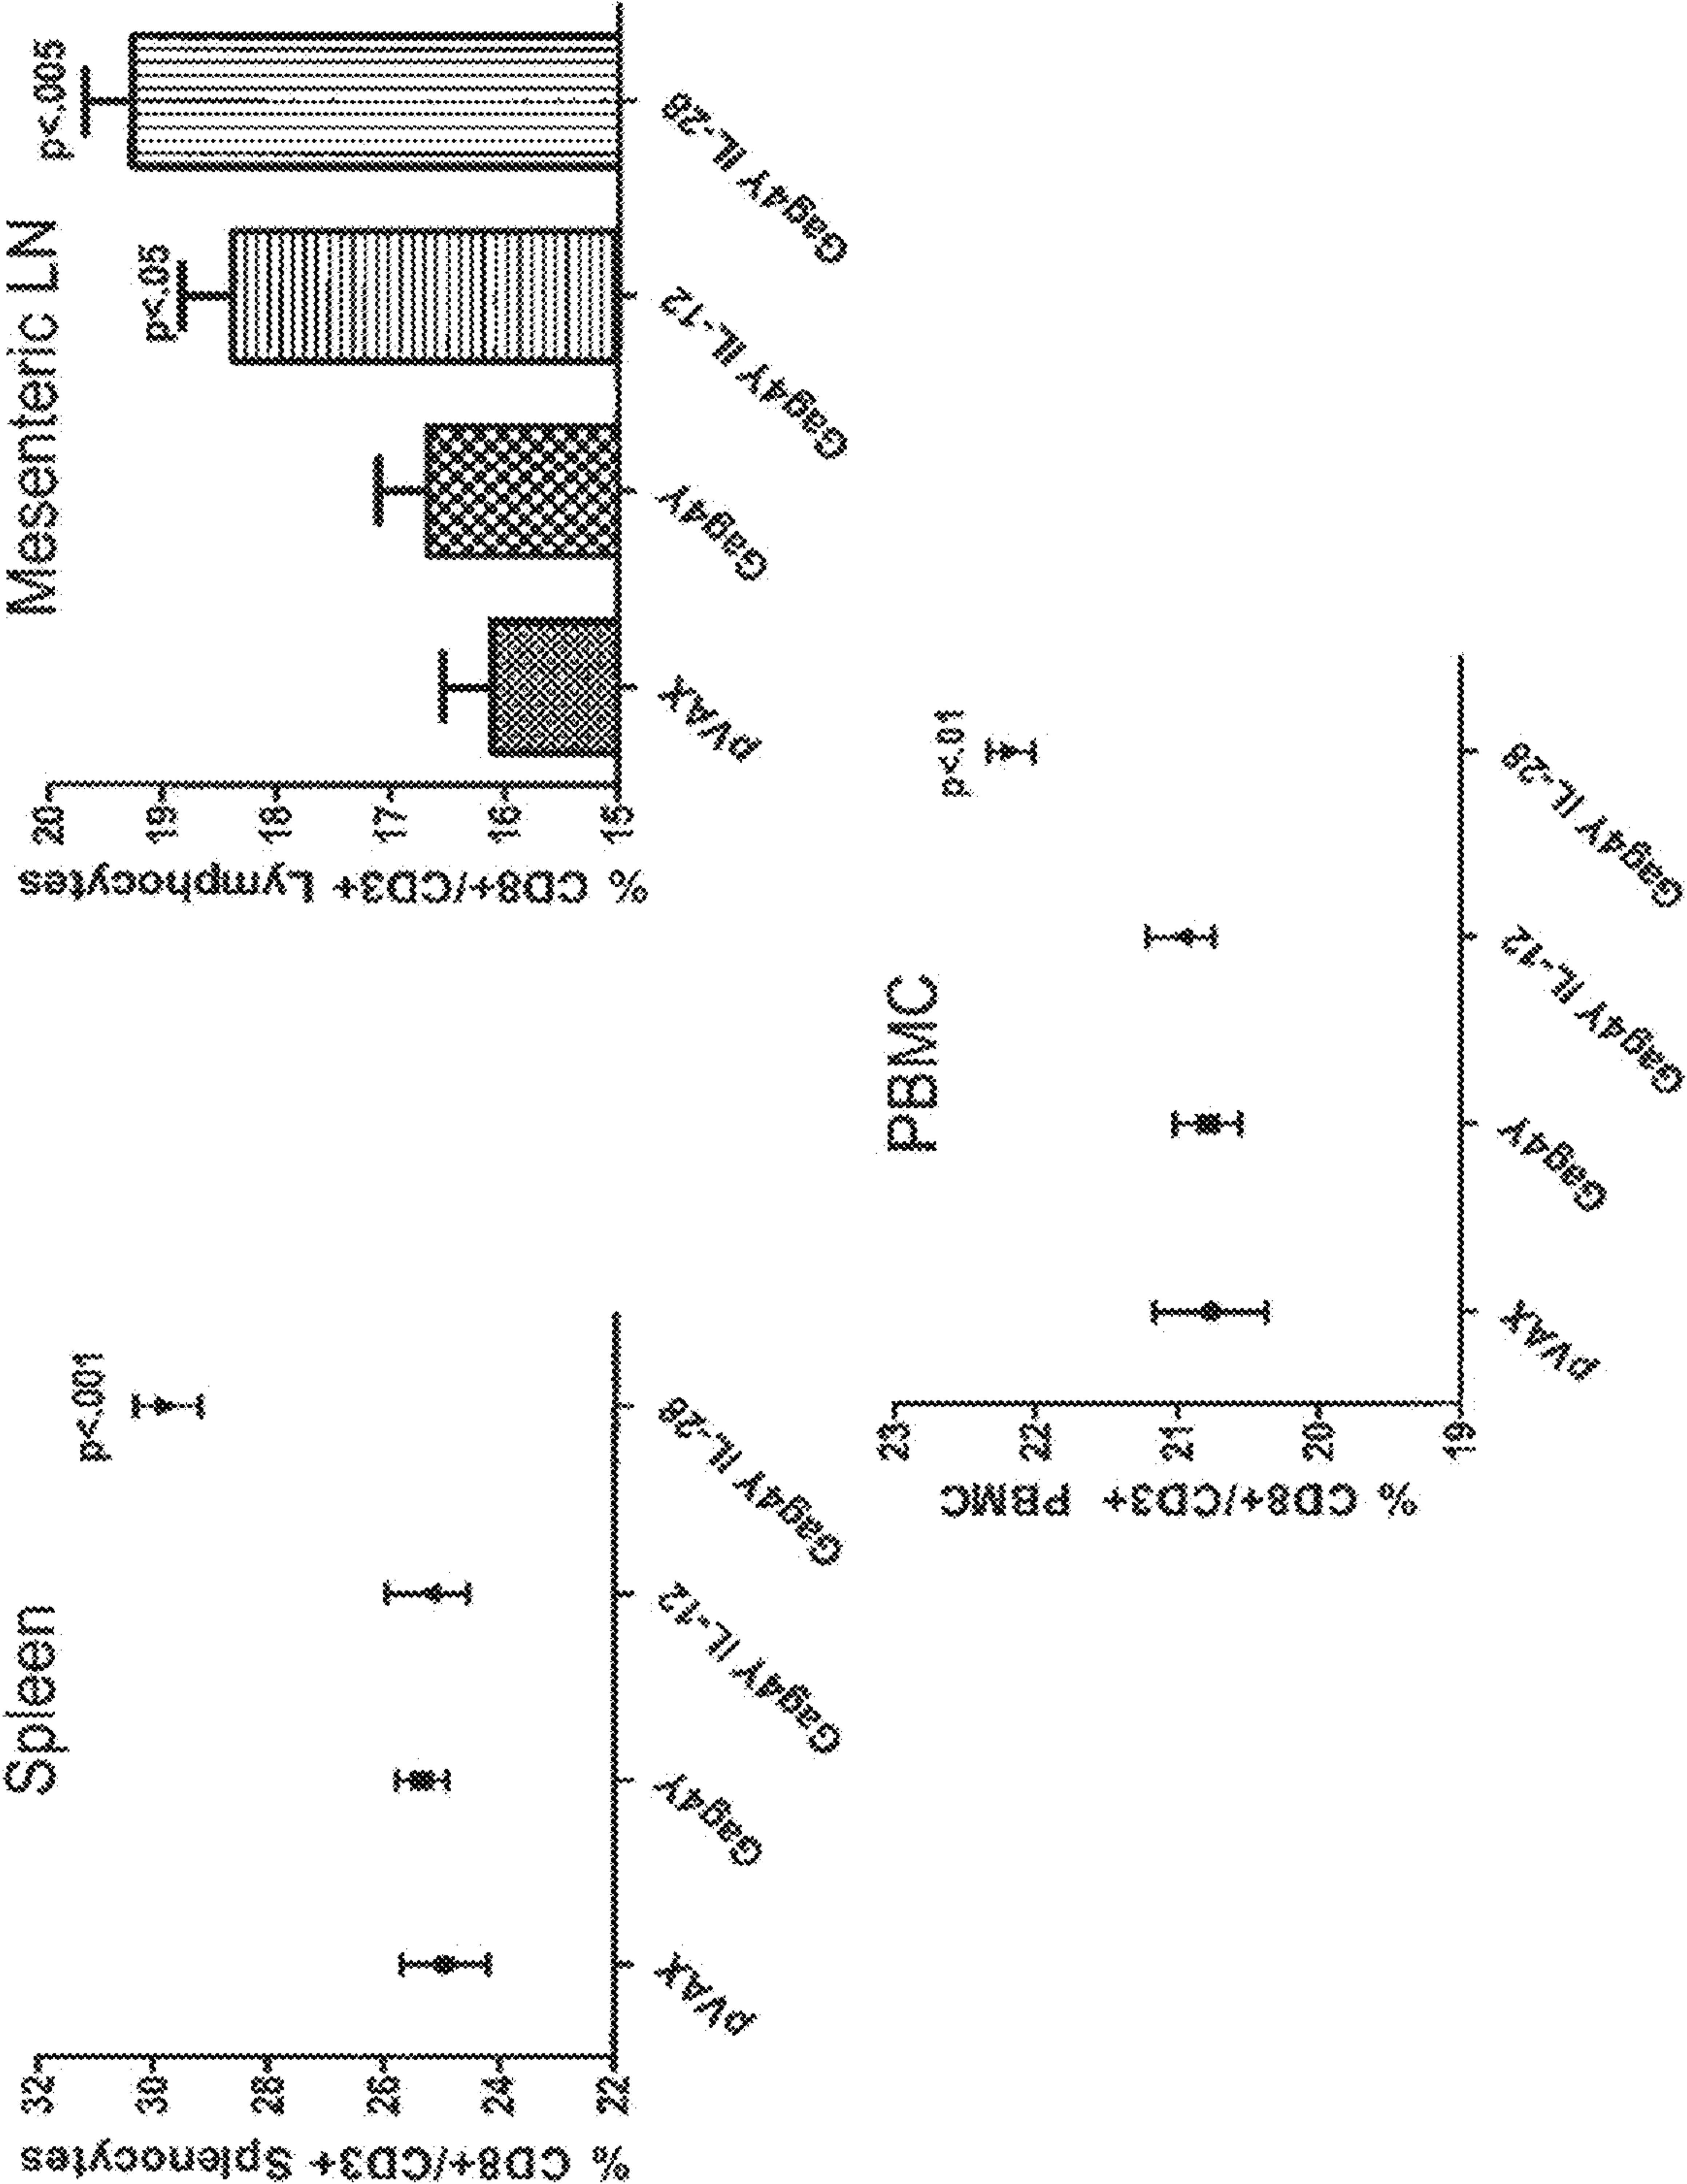 Spleen
% CD8+/CD3+ Splenocytes
32
30
28
26
24
22
p<.001
pVAX
Gag4Y
Gag4Y IL-12
Gag4Y IL-28
Mesenteric LN
% CD8+/CD3+ Lymphocytes
20
19
18
17
16
15
p<.05
p<.005
pVAX
Gag4Y
Gag4Y IL-12
Gag4Y IL-28
PBMC
% CD8+/CD3+ PBMC
23
22
21
20
19
p<.01
pVAX
Gag4Y
Gag4Y IL-12
Gag4Y IL-28